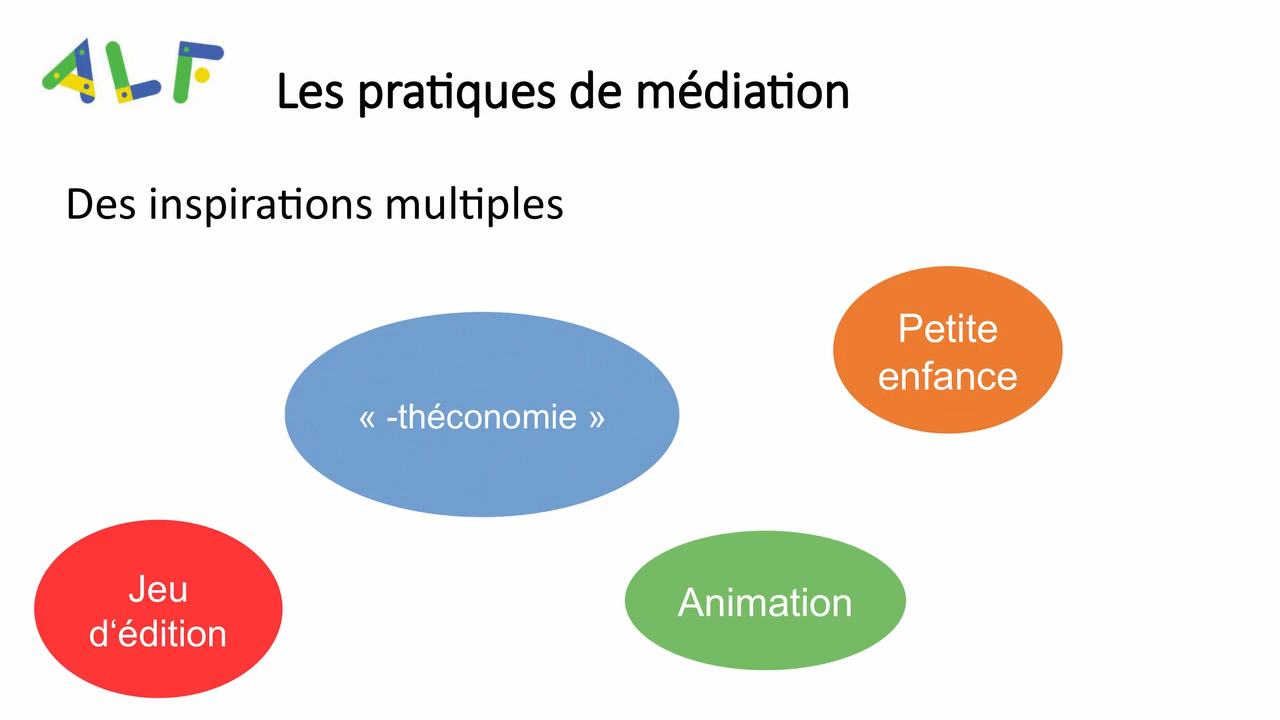 ALF
Les pratiques de médiation
Des inspirations multiples
Petite
enfance
« -théconomie »
Jeu
d‘édition
Animation